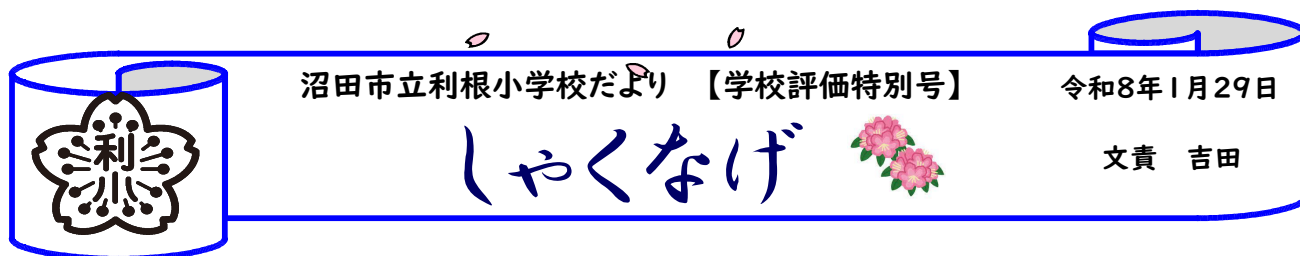 沼田市立利根小学校だより 【学校評価特別号】 令和8年1月29日
しゃくなげ
文責 吉田
利小